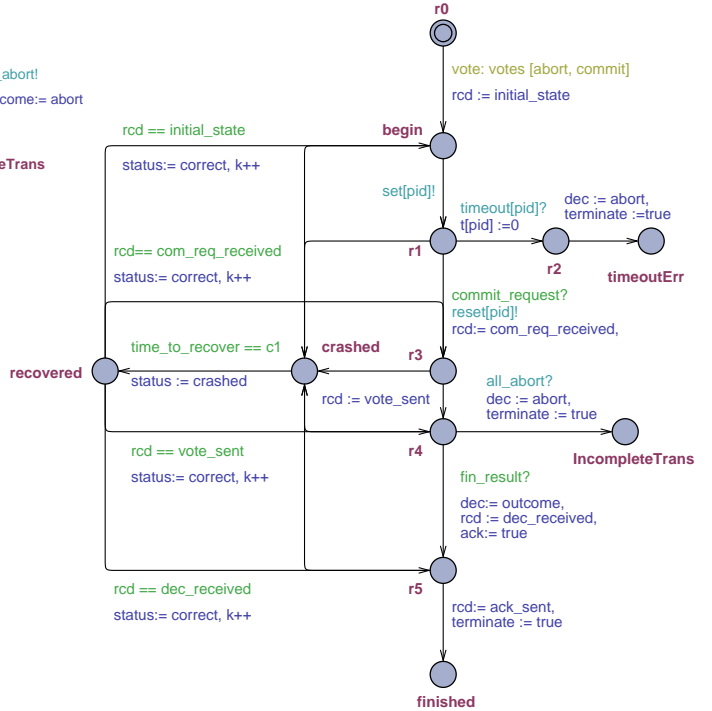 r0
vote: votes [abort, commit]
rcd := initial_state
_abort!
come:= abort
eTrans
rcd == initial_state
status:= correct, k++
begin
set[pid]!
timeout[pid]?
t[pid] :=0
dec := abort,
terminate :=true
r1
r2
timeoutErr
rcd== com_req_received
status:= correct, k++
commit_request?
reset[pid]!
rcd:= com_req_received,
time_to_recover == c1
status := crashed
crashed
recovered
r3
rcd := vote_sent
all_abort?
dec := abort,
terminate := true
r4
IncompleteTrans
rcd == vote_sent
status:= correct, k++
fin_result?
dec:= outcome,
rcd := dec_received,
ack:= true
r5
rcd == dec_received
status:= correct, k++
rcd:= ack_sent,
terminate := true
finished